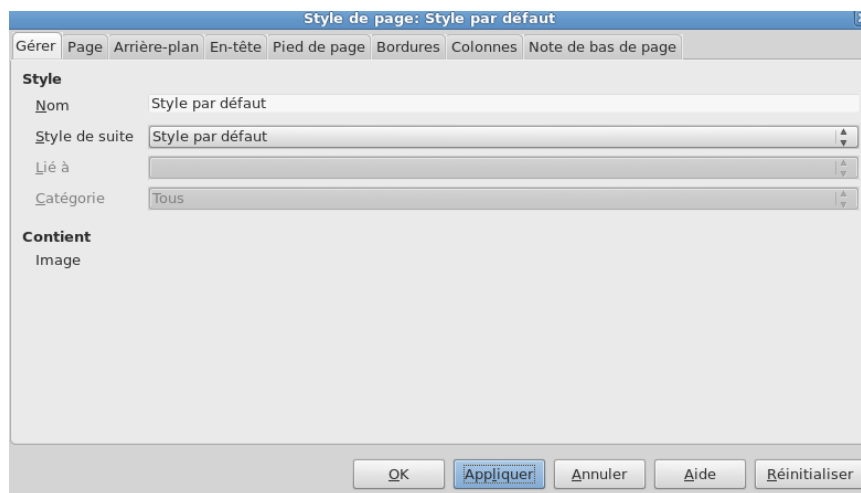 Style de page: Style par défaut
Gérer Page Arrière-plan En-tête Pied de page Bordures Colonnes Note de bas de page
Style
Nom Style par défaut
Style de suite Style par défaut
Lié à
Catégorie Tous
Contient
Image
OK Appliquer Annuler Aide Réinitialiser